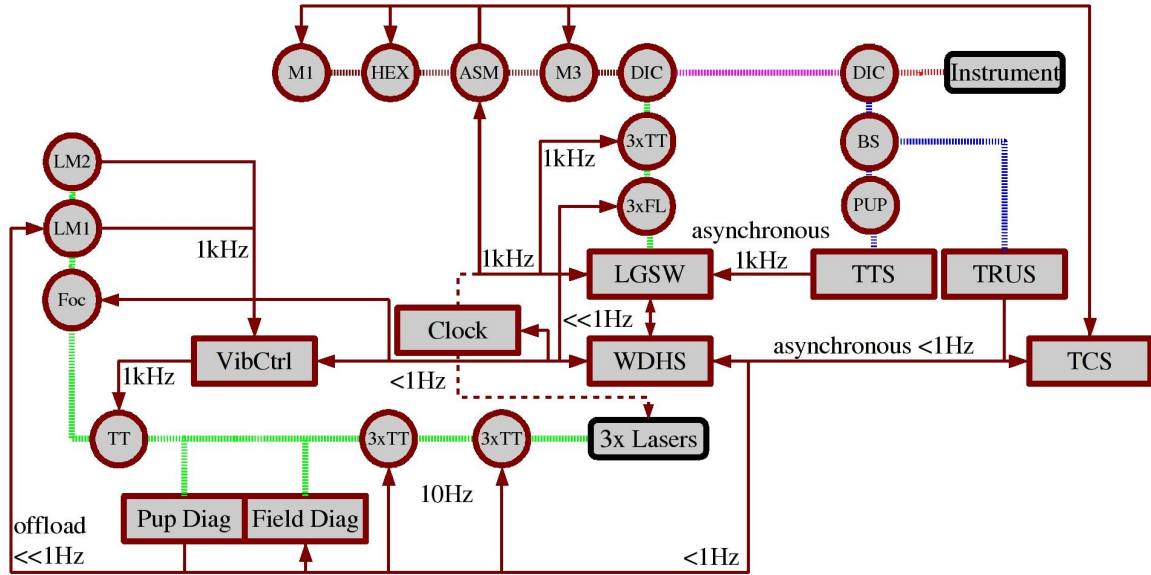 M1
HEX
ASM
M3
DIC
DIC
Instrument
3xTT
BS
1kHz
LM2
3xFL
PUP
LM1
asynchronous
1kHz
1kHz
LGSW
1kHz
TTS
TRUS
Foc
Clock
<<1Hz
VibCtrl
WDHS
asynchronous <1Hz
TCS
1kHz
<1Hz
TT
3xTT
3xTT
3x Lasers
10Hz
Pup Diag
Field Diag
offload
<<1Hz
<1Hz